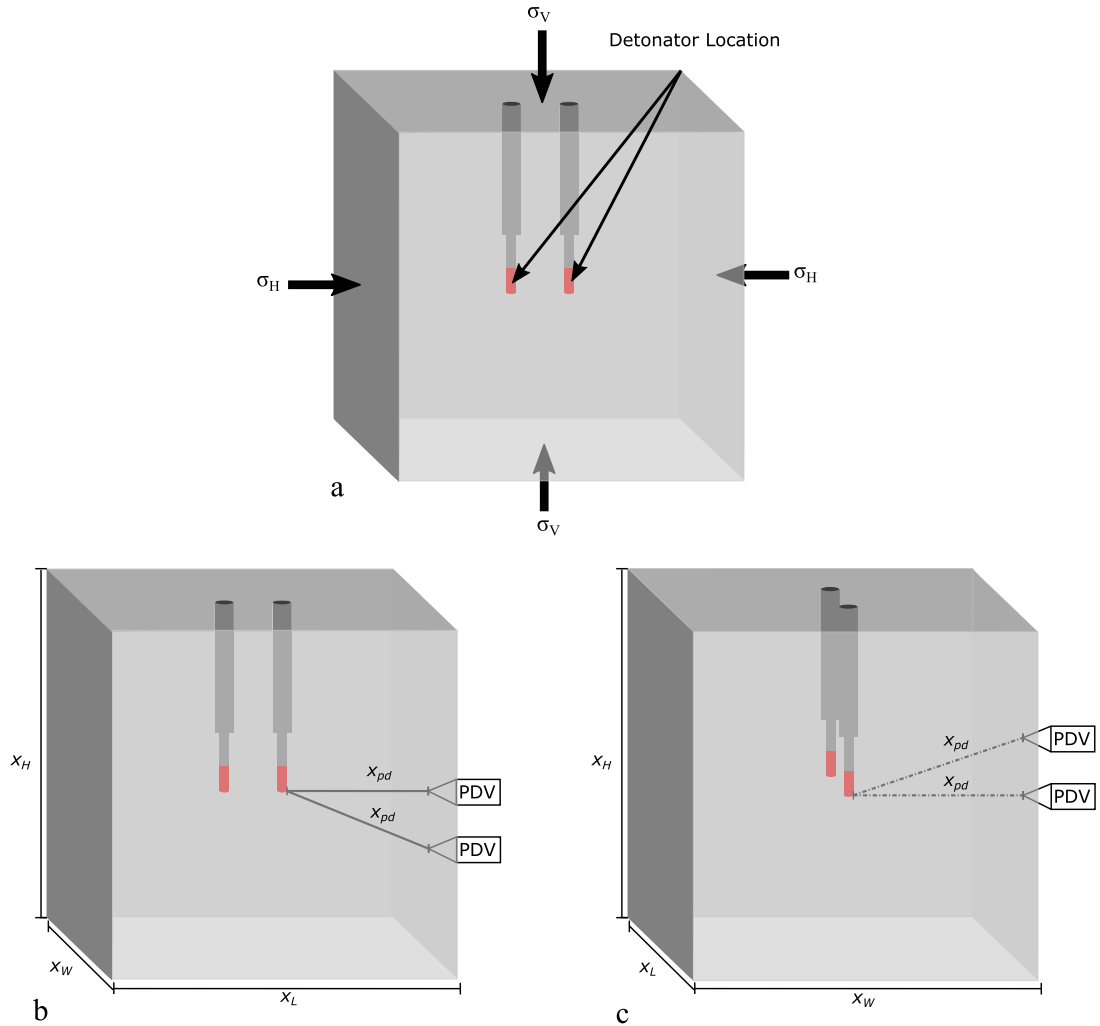 σV
Detonator Location
σH
σH
a
σV
xH
xpd
PDV
xpd
PDV
xW
xL
b
xH
xpd
PDV
xpd
PDV
xL
xW
c